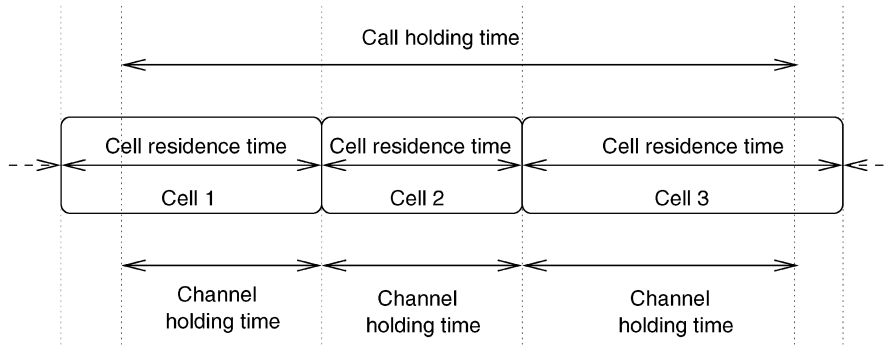 Call holding time
Cell residence time
Cell residence time
Cell residence time
Cell 1
Cell 2
Cell 3
Channel
holding time
Channel
holding time
Channel
holding time